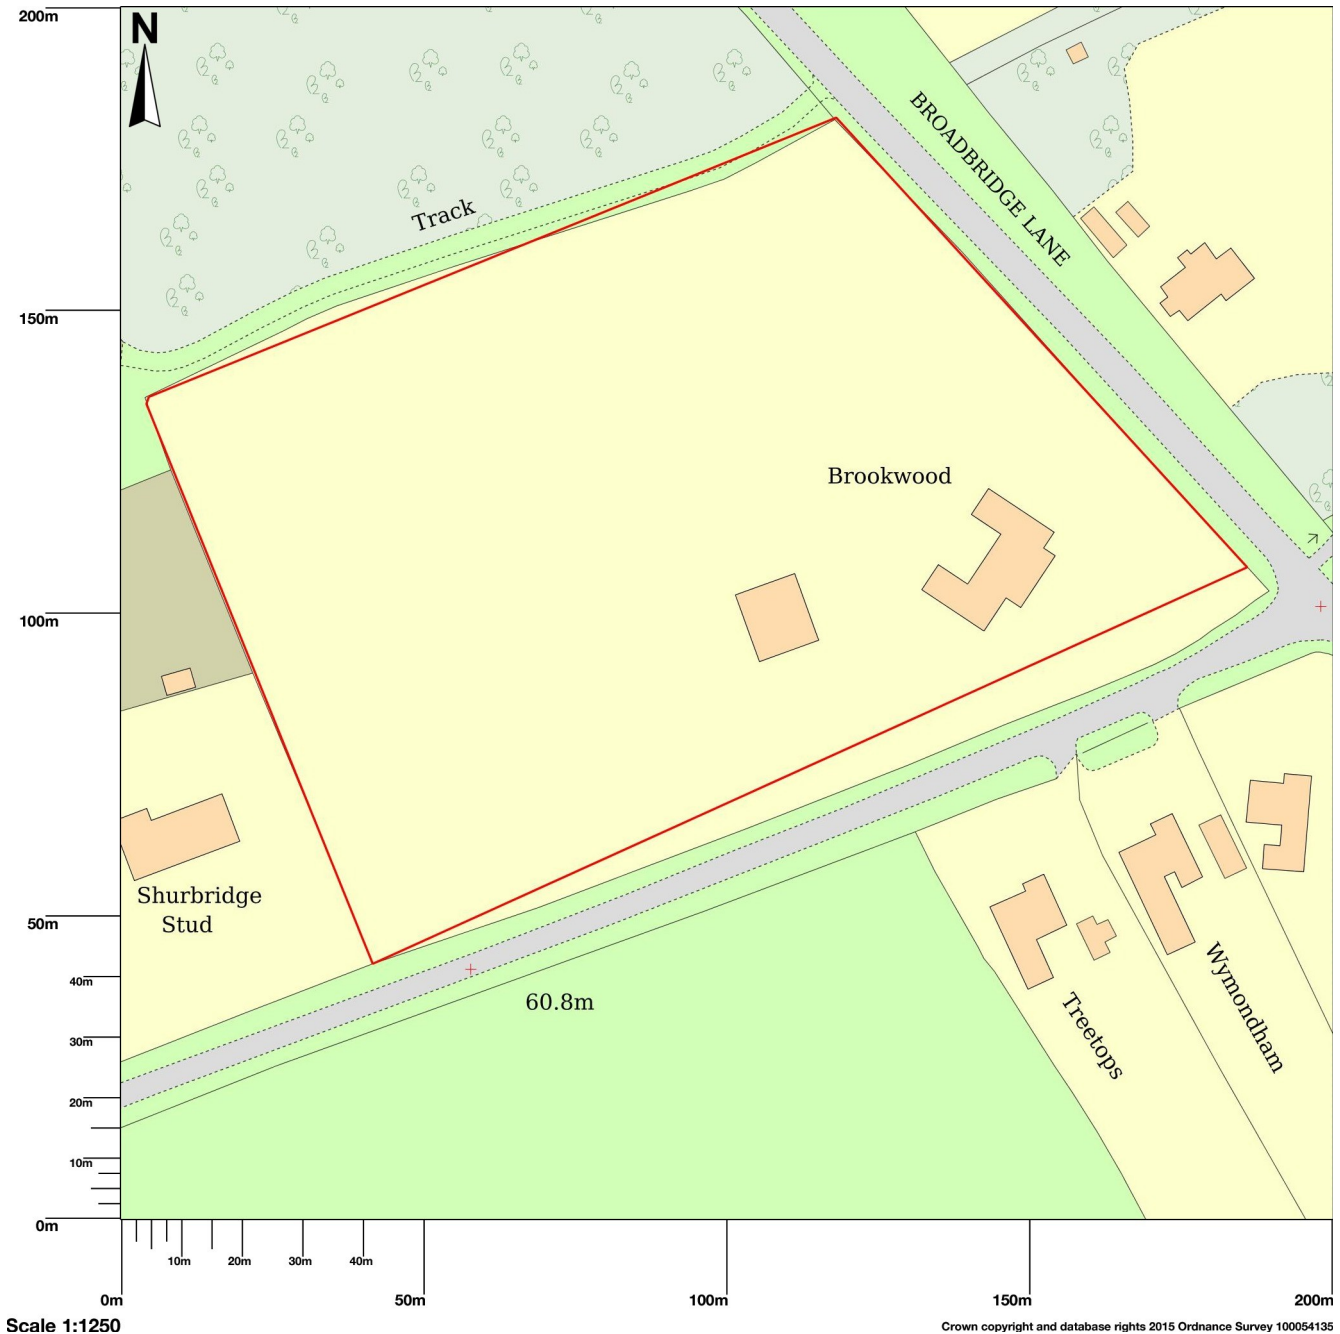 200m
N
BROADBRIDGE LANE
Track
150m
Brookwood
100m
Shurbridge
Stud
50m
40m
60.8m
30m
20m
10m
Treetops
Wymondham
0m
10m
20m
30m
40m
0m
50m
100m
150m
200m
Scale 1:1250
Crown copyright and database rights 2015 Ordnance Survey 100054135